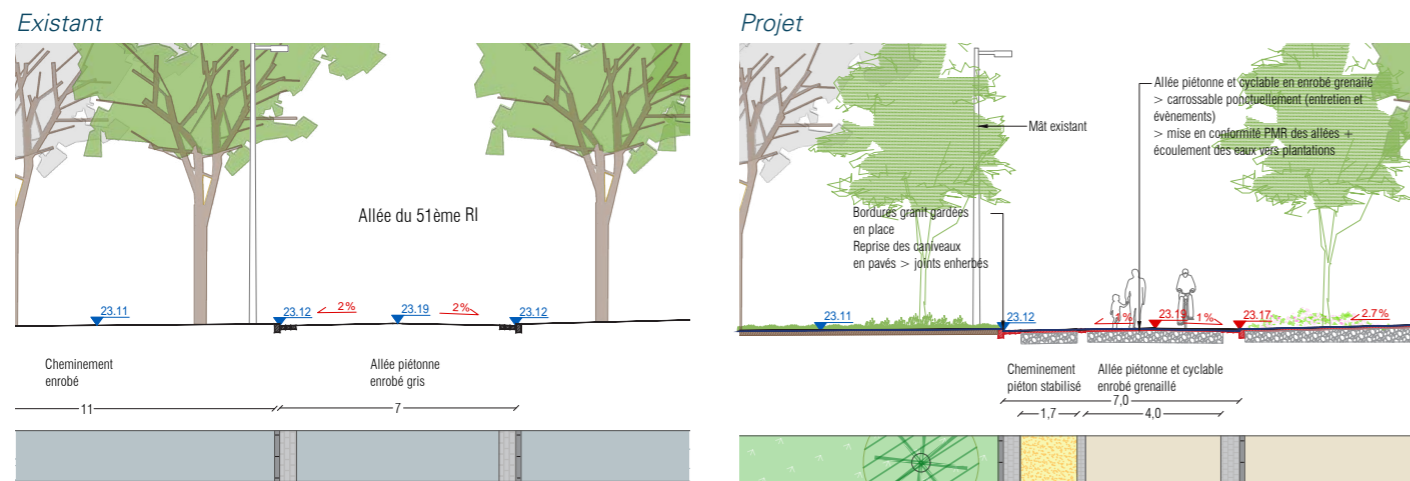 Existant
Allée du 51ème RI
23.11
23.12
2%
23.19
2%
23.12
Cheminement
enrobé
Allée piétonne
enrobé gris
11
7
Projet
Allée piétonne et cyclable en enrobé grenaillé
> carrossable ponctuellement (entretien et
évènements)
> mise en conformité PMR des allées +
écoulement des eaux vers plantations
Mât existant
Bordures granit gardées
en place
Reprise des caniveaux
en pavés > joints enherbés
23.11
23.12
1%
23.19
1%
23.17
2.7%
Cheminement
piéton stabilisé
Allée piétonne et cyclable
enrobé grenaillé
7,0
1,7
4,0